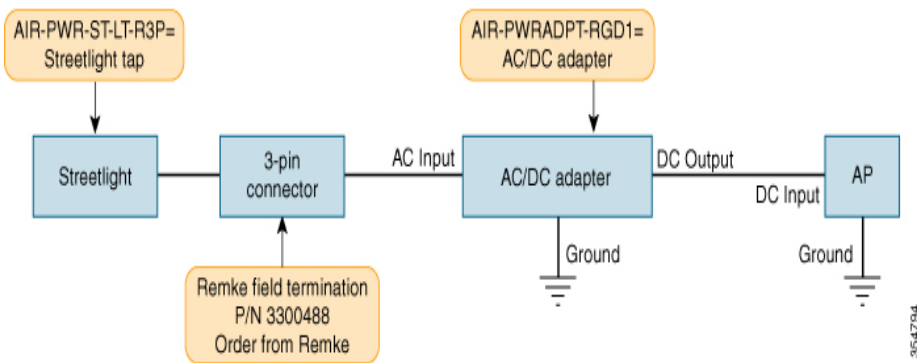 AIR-PWR-ST-LT-R3P=
Streetlight tap
AIR-PWRADPT-RGD1=
AC/DC adapter
Streetlight
3-pin
connector
AC Input
AC/DC adapter
DC Output
DC Input
AP
Ground
Ground
Remke field termination
P/N 3300488
Order from Remke
354794